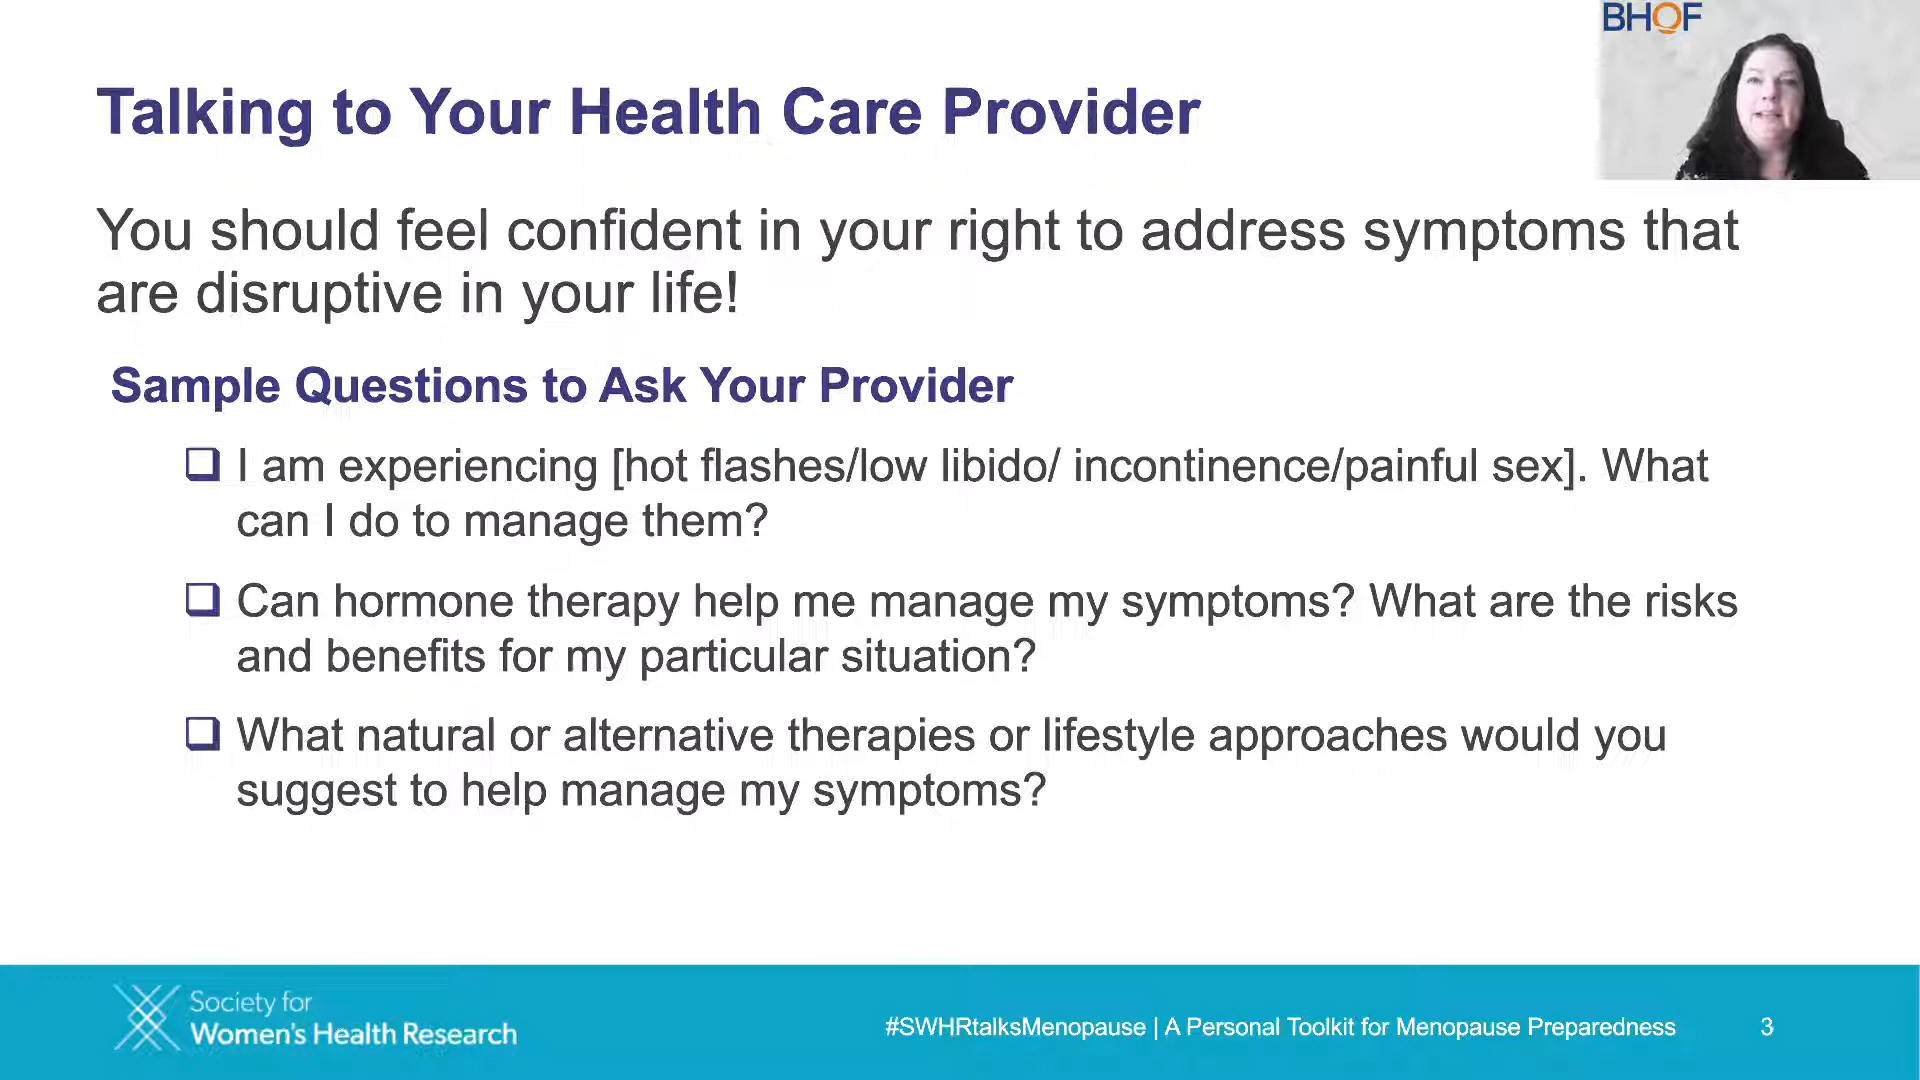 BHOF
Talking to Your Health Care Provider
You should feel confident in your right to address symptoms that
are disruptive in your life!
Sample Questions to Ask Your Provider
I am experiencing [hot flashes/low libido/ incontinence/painful sex]. What
can I do to manage them?
Can hormone therapy help me manage my symptoms? What are the risks
and benefits for my particular situation?
What natural or alternative therapies or lifestyle approaches would you
suggest to help manage my symptoms?
Society for
Women's Health Research
#SWHRtalksMenopause | A Personal Toolkit for Menopause Preparedness
3